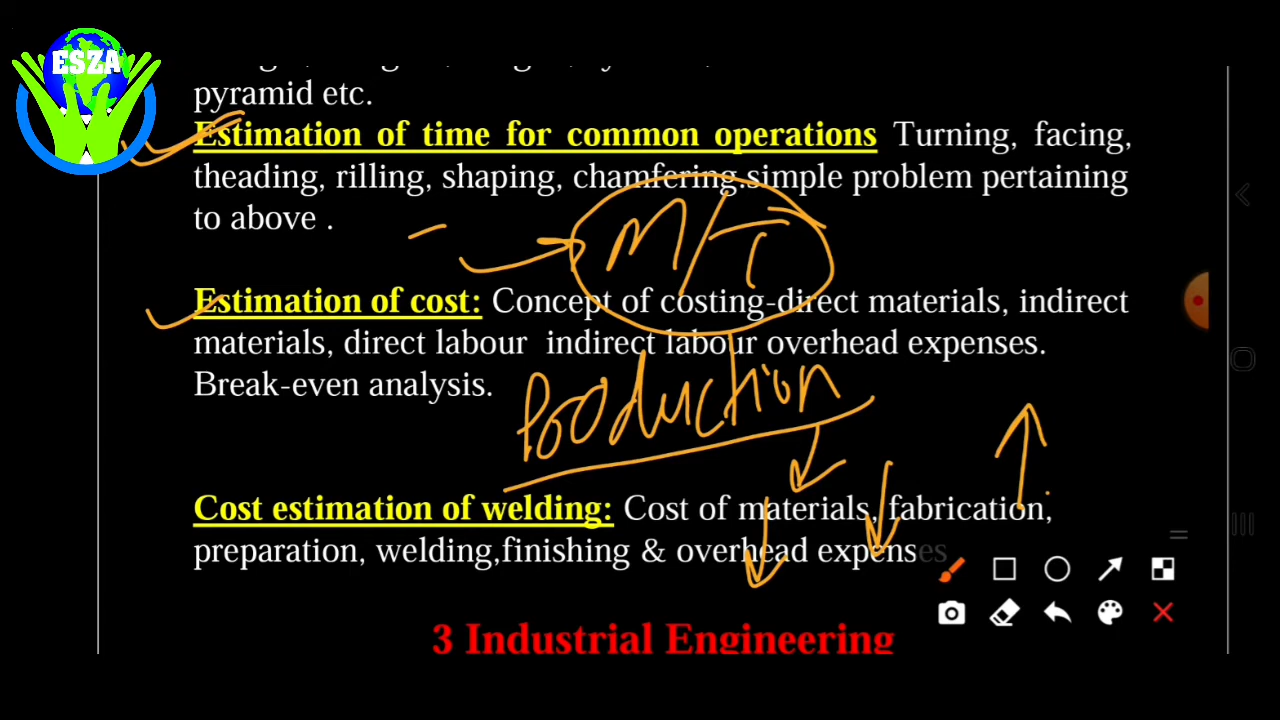 ESZA
pyramid etc.
Estimation of time for common operations Turning, facing,
theading, rilling, shaping, chamfering.simple problem pertaining
to above .
M/T
Estimation of cost: Concept of costing-direct materials, indirect
materials, direct labour indirect labour overhead expenses.
Break-even analysis.
Production
Cost estimation of welding: Cost of materials, fabrication,
preparation, welding,finishing & overhead expenses
3 Industrial Engineering